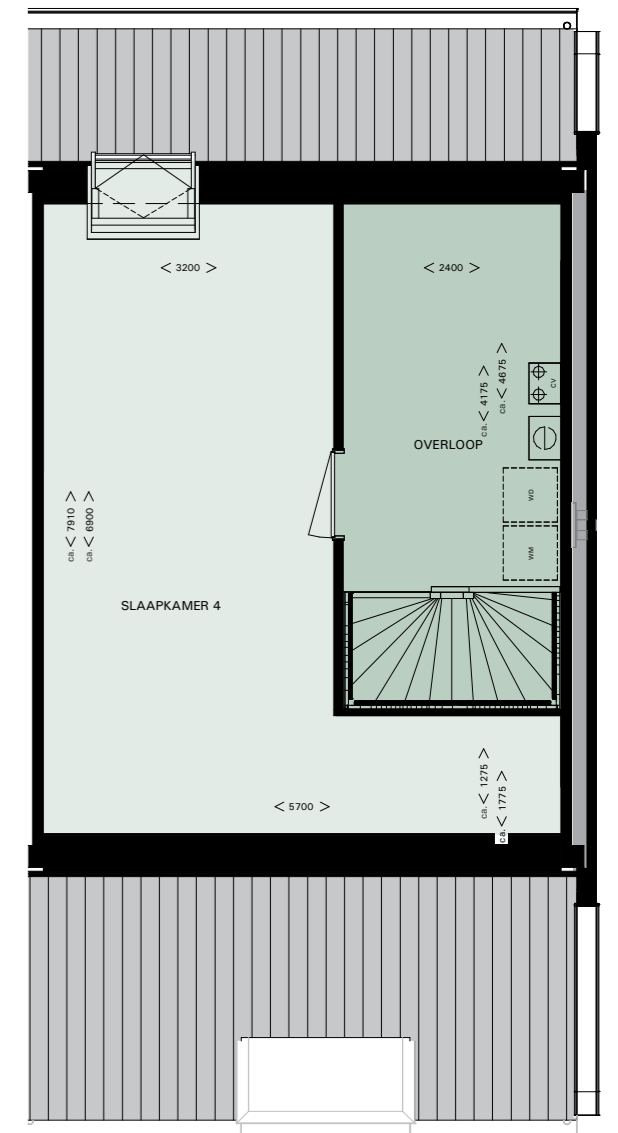 < 3200 >
< 2400 >
ca. < 4175 >
ca. < 4675 >
CV
OVERLOOP
WD
WM
ca. < 7910 >
ca. < 6900 >
SLAAPKAMER 4
ca. < 1275 >
ca. < 1775 >
< 5700 >